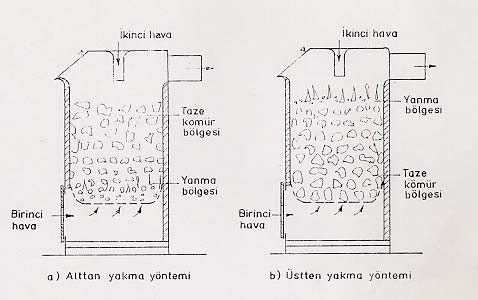 İkinci hava
Taze
kömür
bölgesi
Yanma
bölgesi
Birinci
hava
a) Alttan yakma yöntemi
İkinci hava
Yanma
bölgesi
Taze
kömür
bölgesi
Birinci
hava
b) Üstten yakma yöntemi